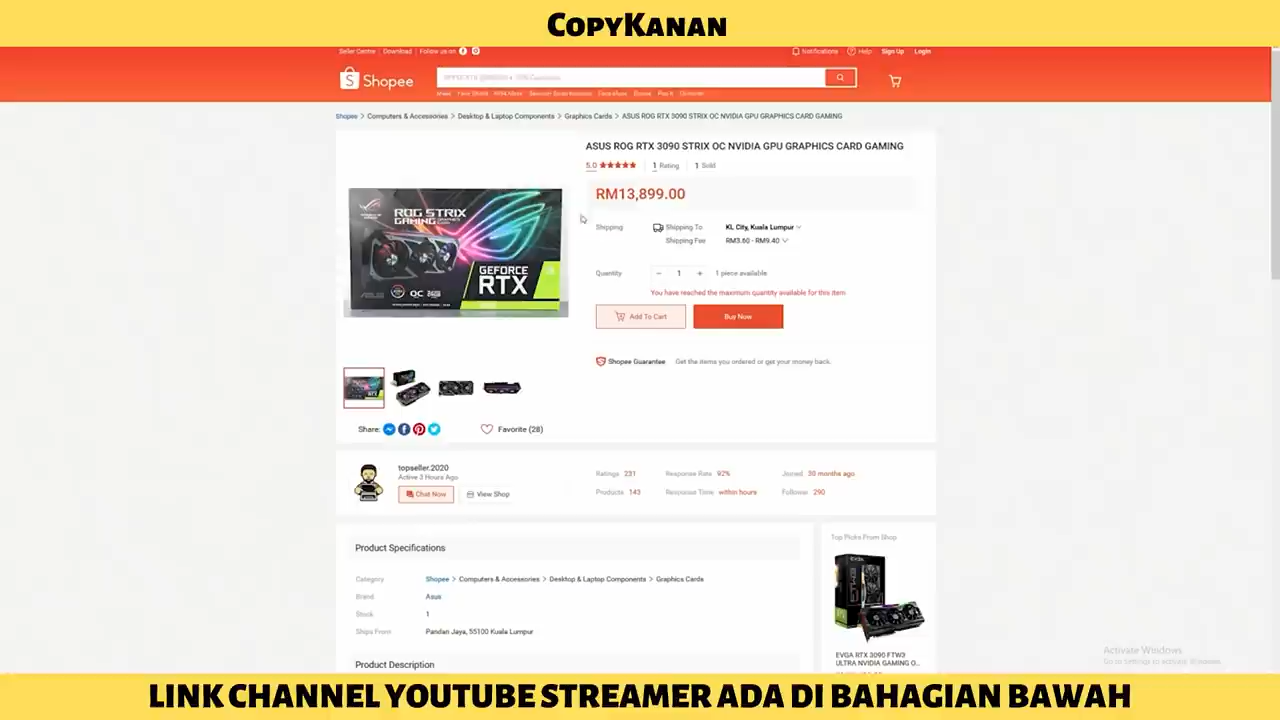 CopyKanan
Seller Centre Download Follow us on
Notifications Help Sign Up Login
Shopee
Shopee > Computers & Accessories > Desktop & Laptop Components > Graphics Cards > ASUS ROG RTX 3090 STRIX OC NVIDIA GPU GRAPHICS CARD GAMING
ASUS ROG RTX 3090 STRIX OC NVIDIA GPU GRAPHICS CARD GAMING
5.0 1 Rating 1 Sold
RM13,899.00
ROG STRIX
GAMING
GEFORCE
RTX
ASUS OC
Shipping Shipping To KL City, Kuala Lumpur
Shipping Fee RM3.60 - RM9.40
Quantity − 1 + 1 piece available
You have reached the maximum quantity available for this item
Add To Cart Buy Now
Shopee Guarantee Get the items you ordered or get your money back.
Share: Favorite (28)
topseller.2020
Active 3 Hours Ago
Chat Now View Shop
Ratings 231 Response Rate 92% Joined 30 months ago
Products 143 Response Time within hours Follower 290
Product Specifications
Category Shopee > Computers & Accessories > Desktop & Laptop Components > Graphics Cards
Brand Asus
Stock 1
Ships From Pandan Jaya, 55100 Kuala Lumpur
Product Description
Top Picks From Shop
EVGA RTX 3090 FTW3
ULTRA NVIDIA GAMING O...
Activate Windows
Go to Settings to activate Windows.
LINK CHANNEL YOUTUBE STREAMER ADA DI BAHAGIAN BAWAH